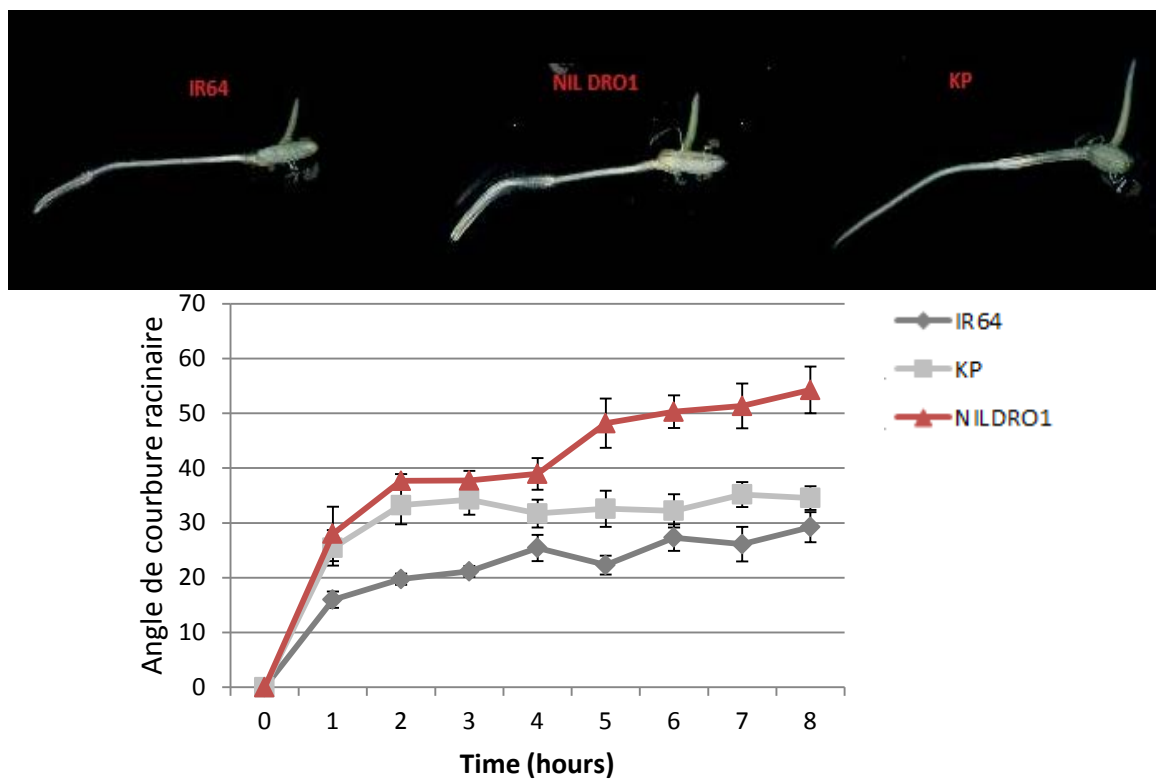 IR64
NIL DRO1
KP
Angle de courbure racinaire
70
60
50
40
30
20
10
0
0 1 2 3 4 5 6 7 8
Time (hours)
IR64
KP
NILDRO1